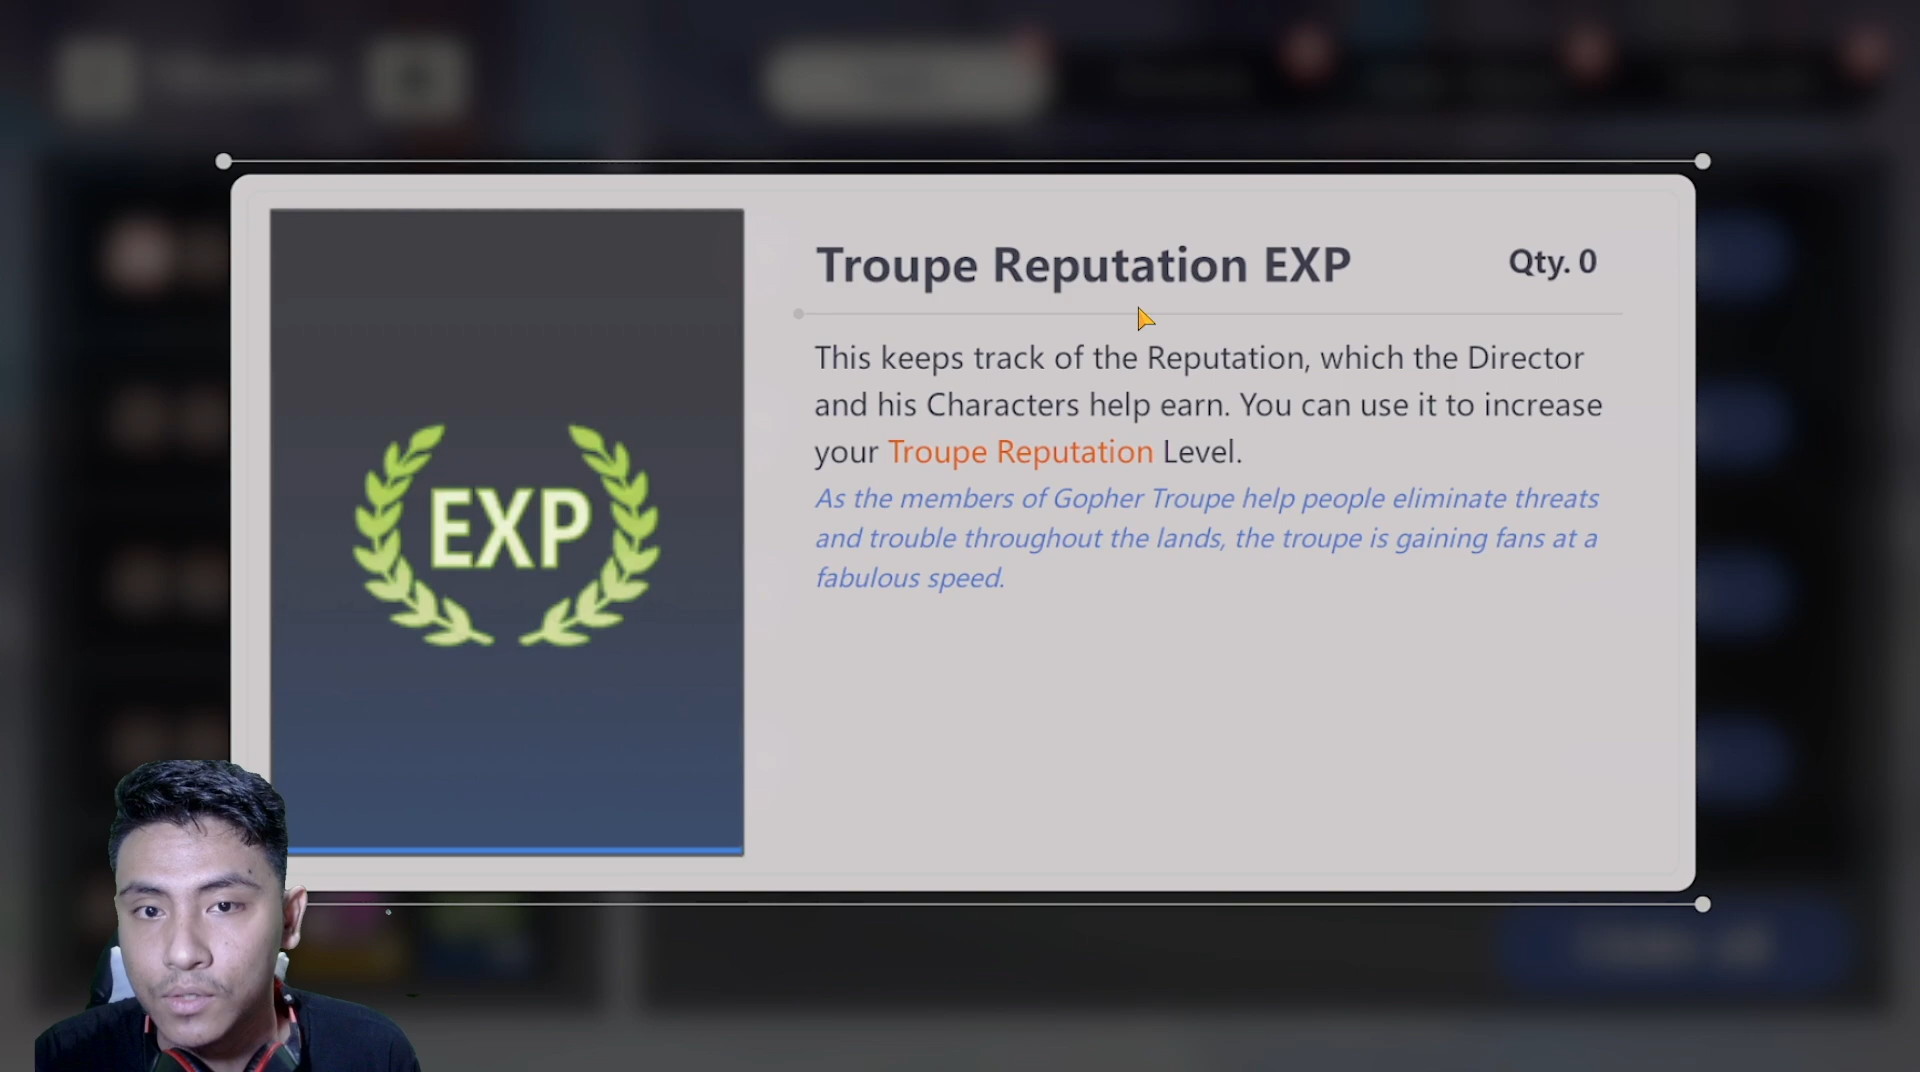 Troupe Reputation EXP
Qty. 0
This keeps track of the Reputation, which the Director
and his Characters help earn. You can use it to increase
your Troupe Reputation Level.
As the members of Gopher Troupe help people eliminate threats
and trouble throughout the lands, the troupe is gaining fans at a
fabulous speed.
EXP